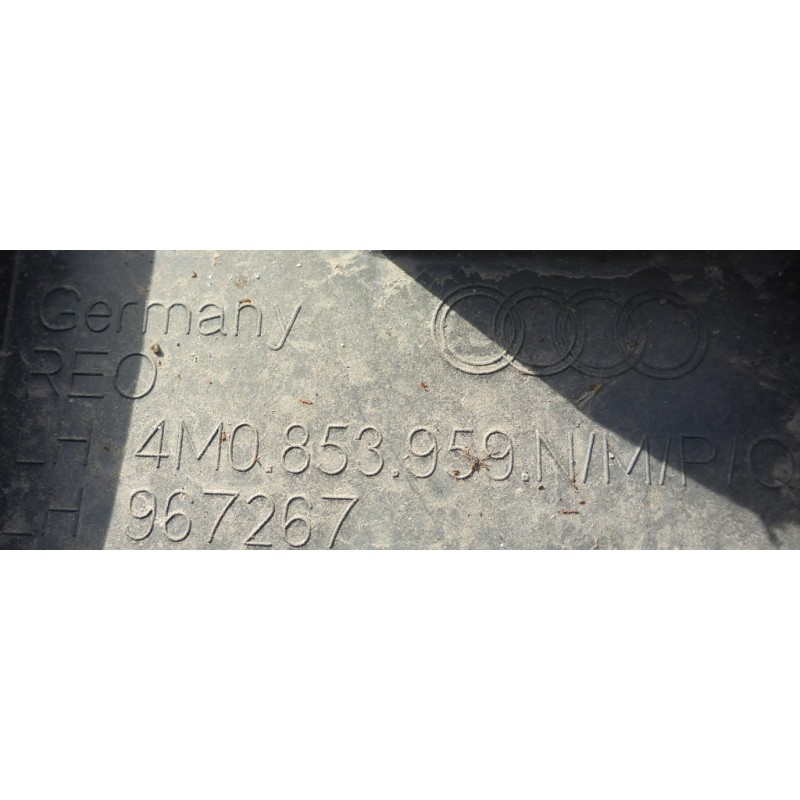 Germany
REO
LH 4M0.853.959.N/M/P/Q
LH 967267